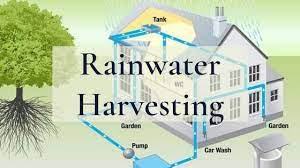 Tank
Rainwater
WC
Harvesting
Garden
Garden
Pump
Car Wash